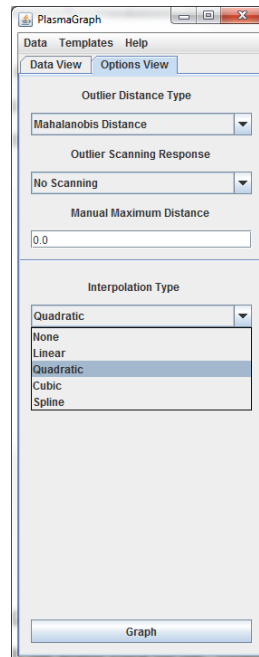 PlasmaGraph
Data Templates Help
Data View Options View
Outlier Distance Type
Mahalanobis Distance
Outlier Scanning Response
No Scanning
Manual Maximum Distance
0.0
Interpolation Type
Quadratic
None
Linear
Quadratic
Cubic
Spline
Graph